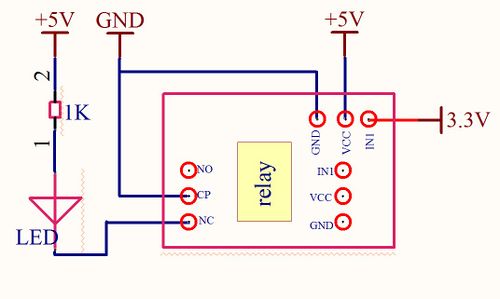 +5V
GND
+5V
2
1K
1
LED
GND
VCC
IN1
3.3V
NO
CP
NC
relay
IN1
VCC
GND